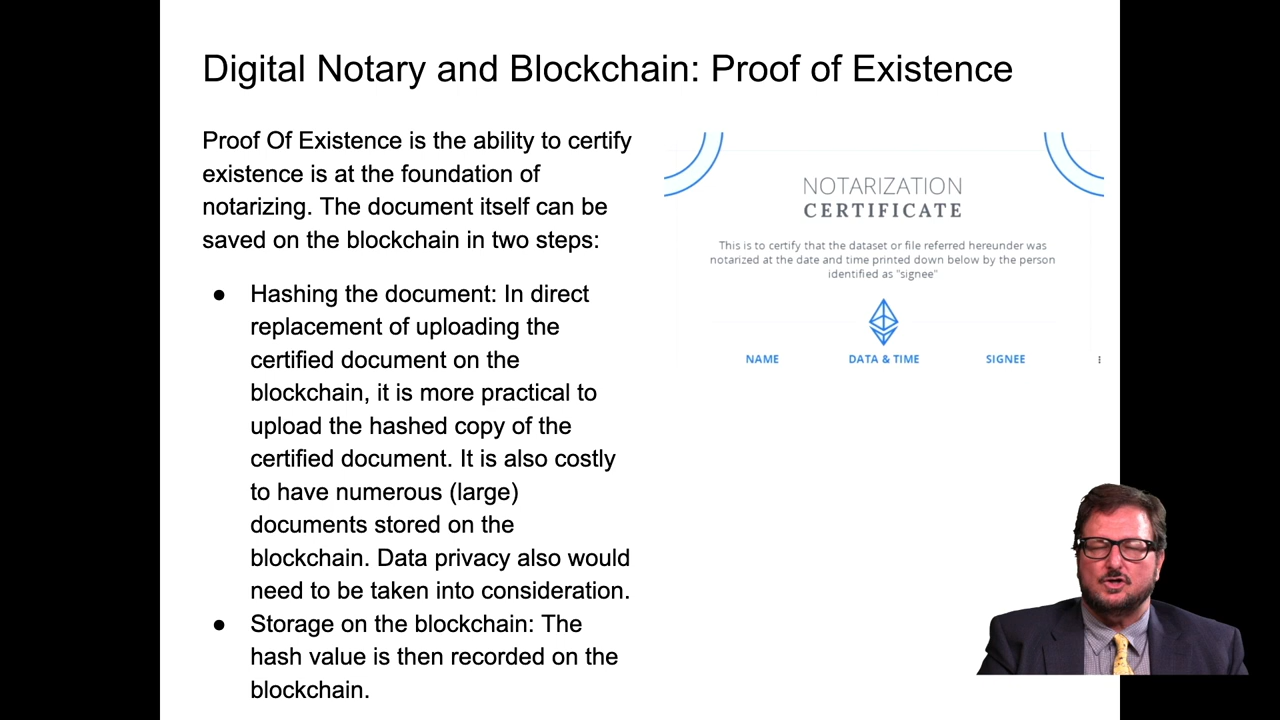 Digital Notary and Blockchain: Proof of Existence
Proof Of Existence is the ability to certify
existence is at the foundation of
notarizing. The document itself can be
saved on the blockchain in two steps:
● Hashing the document: In direct
replacement of uploading the
certified document on the
blockchain, it is more practical to
upload the hashed copy of the
certified document. It is also costly
to have numerous (large)
documents stored on the
blockchain. Data privacy also would
need to be taken into consideration.
● Storage on the blockchain: The
hash value is then recorded on the
blockchain.
NOTARIZATION
CERTIFICATE
This is to certify that the dataset or file referred hereunder was
notarized at the date and time printed down below by the person
identified as "signee"
NAME DATA & TIME SIGNEE